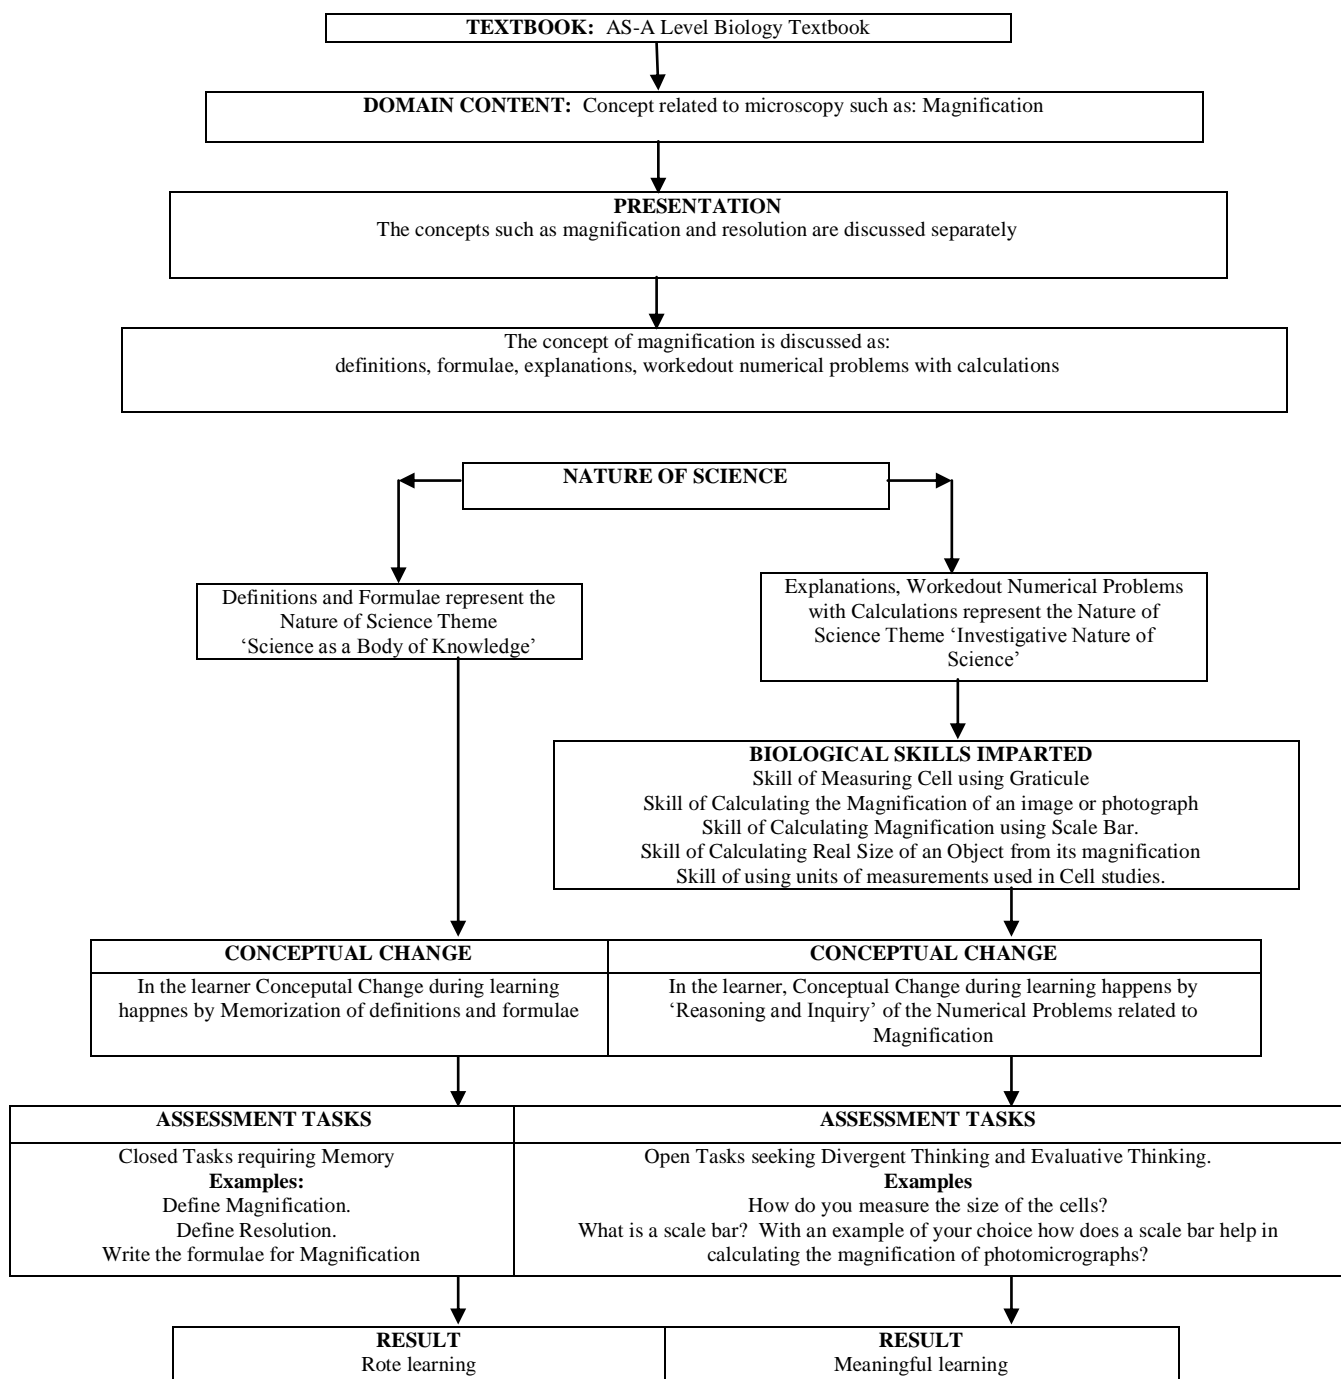 TEXTBOOK: AS-A Level Biology Textbook
DOMAIN CONTENT: Concept related to microscopy such as: Magnification
PRESENTATION
The concepts such as magnification and resolution are discussed separately
The concept of magnification is discussed as:
definitions, formulae, explanations, workedout numerical problems with calculations
NATURE OF SCIENCE
Definitions and Formulae represent the
Nature of Science Theme
‘Science as a Body of Knowledge’
Explanations, Workedout Numerical Problems
with Calculations represent the Nature of
Science Theme ‘Investigative Nature of
Science’
BIOLOGICAL SKILLS IMPARTED
Skill of Measuring Cell using Graticule
Skill of Calculating the Magnification of an image or photograph
Skill of Calculating Magnification using Scale Bar.
Skill of Calculating Real Size of an Object from its magnification
Skill of using units of measurements used in Cell studies.
CONCEPTUAL CHANGE
In the learner Conceputal Change during learning
happnes by Memorization of definitions and formulae
CONCEPTUAL CHANGE
In the learner, Conceptual Change during learning happens by
‘Reasoning and Inquiry’ of the Numerical Problems related to
Magnification
ASSESSMENT TASKS
Closed Tasks requiring Memory
Examples:
Define Magnification.
Define Resolution.
Write the formulae for Magnification
ASSESSMENT TASKS
Open Tasks seeking Divergent Thinking and Evaluative Thinking.
Examples
How do you measure the size of the cells?
What is a scale bar? With an example of your choice how does a scale bar help in
calculating the magnification of photomicrographs?
RESULT
Rote learning
RESULT
Meaningful learning